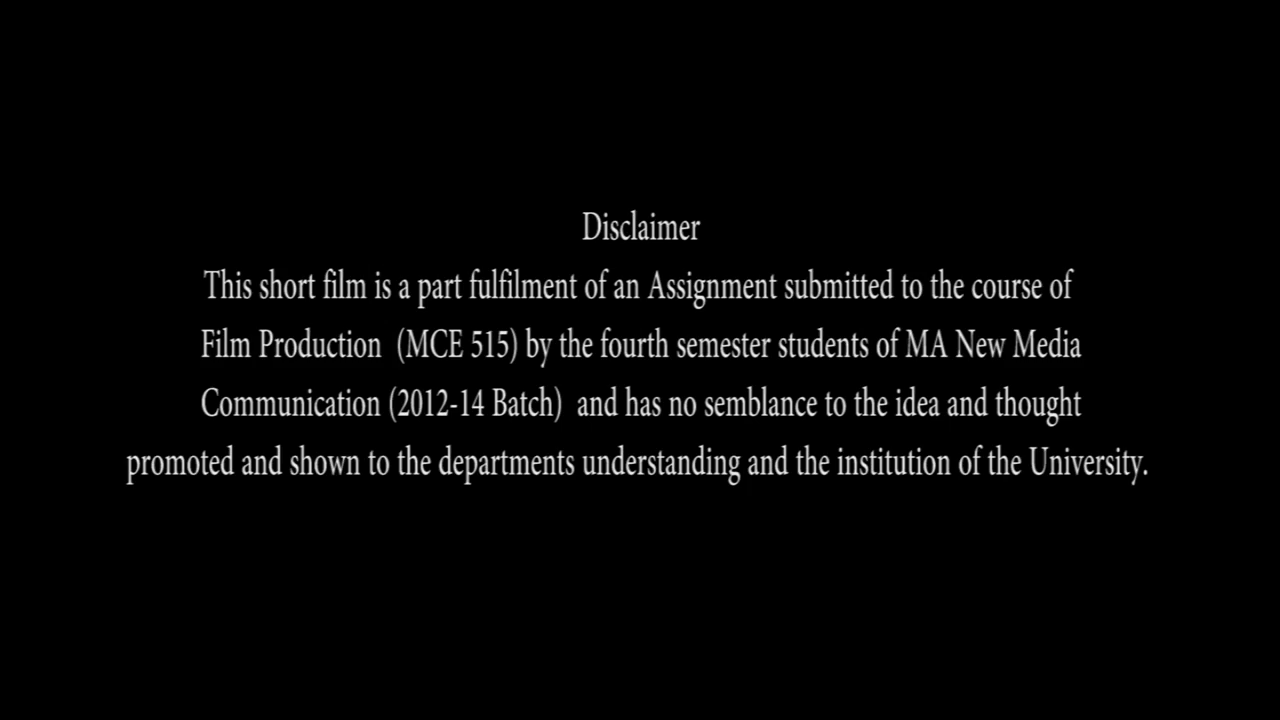 Disclaimer
This short film is a part fulfilment of an Assignment submitted to the course of
Film Production  (MCE 515) by the fourth semester students of MA New Media
Communication (2012-14 Batch)  and has no semblance to the idea and thought
promoted and shown to the departments understanding and the institution of the University.